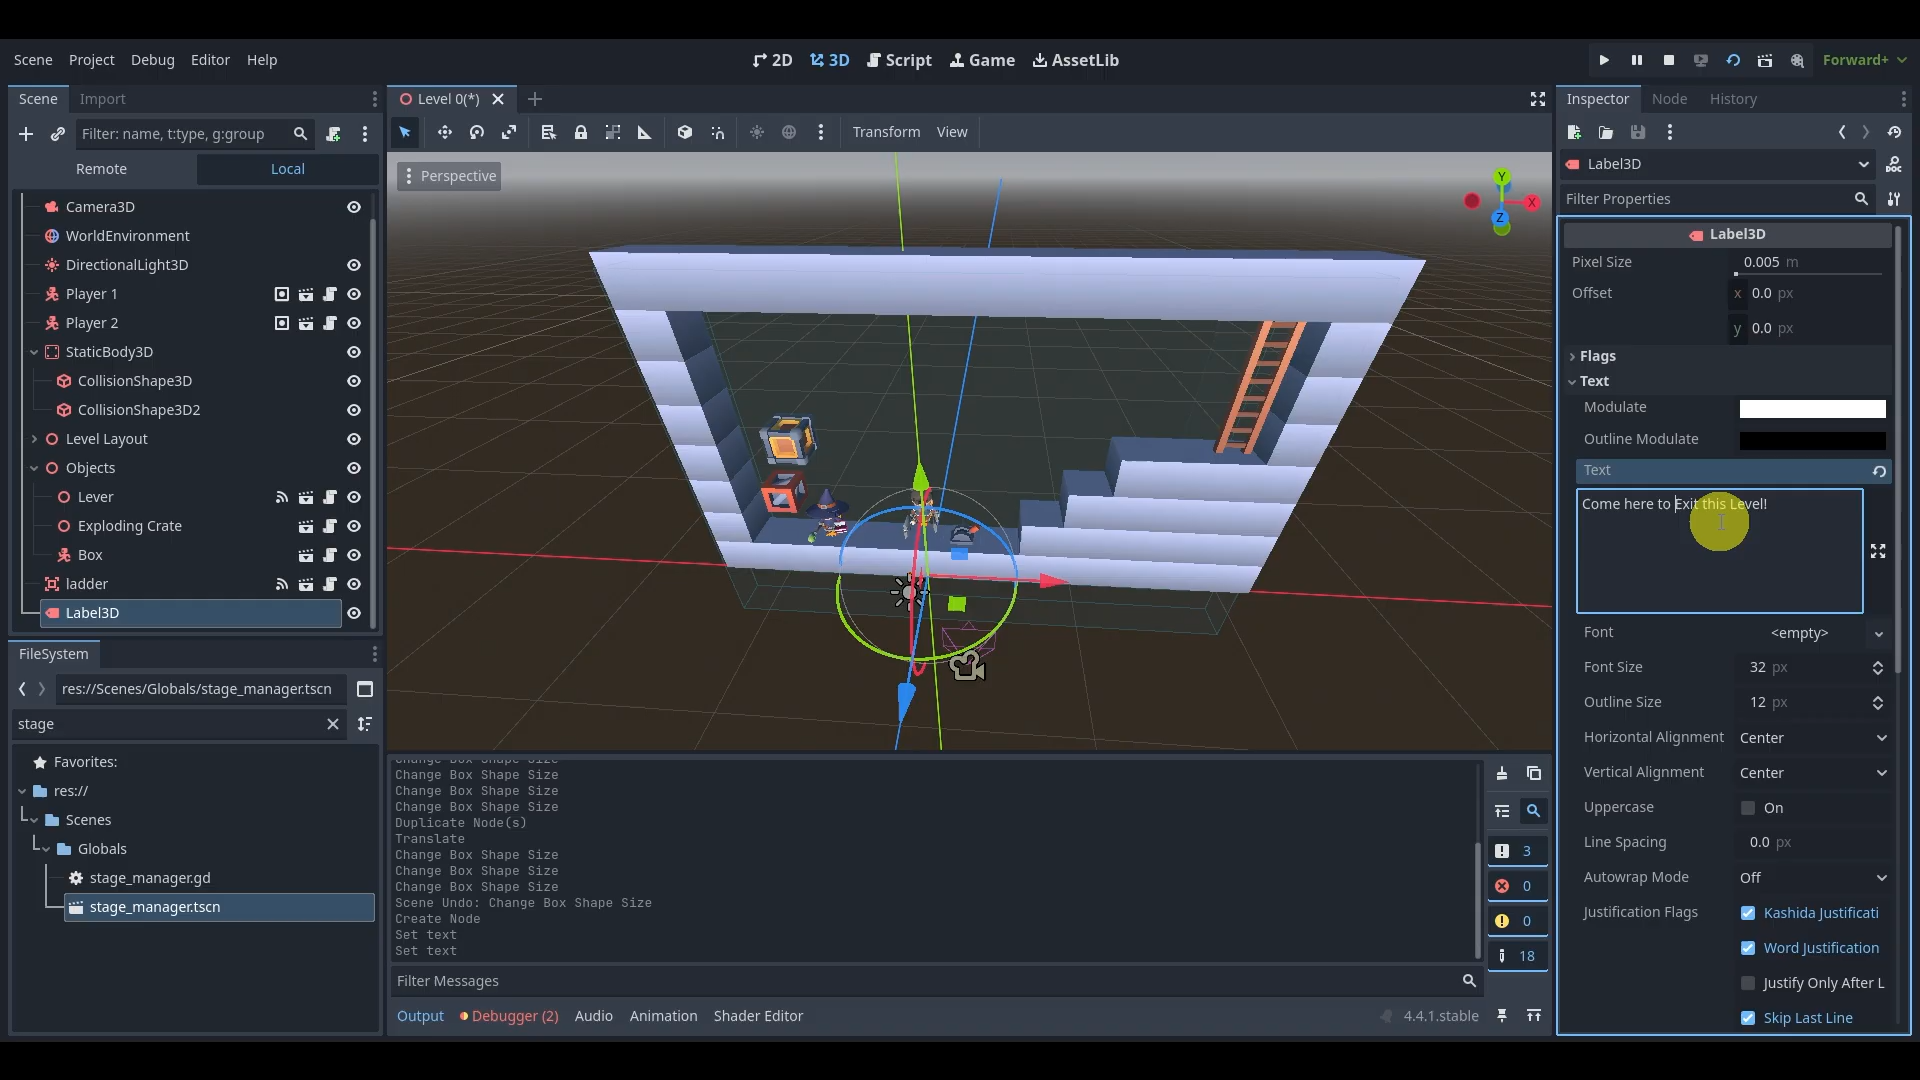 Scene Project Debug Editor Help
2D 3D Script Game AssetLib
Forward+
Scene Import
Filter: name, t:type, g:group
Remote Local
Camera3D
WorldEnvironment
DirectionalLight3D
Player 1
Player 2
StaticBody3D
CollisionShape3D
CollisionShape3D2
Level Layout
Objects
Lever
Exploding Crate
Box
ladder
Label3D
FileSystem
res://Scenes/Globals/stage_manager.tscn
stage
Favorites:
res://
Scenes
Globals
stage_manager.gd
stage_manager.tscn
Level 0(*)
Transform View
Perspective
Y
X
Z
Change Box Shape Size
Change Box Shape Size
Change Box Shape Size
Change Box Shape Size
Duplicate Node(s)
Translate
Change Box Shape Size
Change Box Shape Size
Change Box Shape Size
Scene Undo: Change Box Shape Size
Create Node
Set text
Set text
3
0
0
18
Filter Messages
Output Debugger (2) Audio Animation Shader Editor 4.4.1.stable
Inspector Node History
Label3D
Filter Properties
Label3D
Pixel Size 0.005 m
Offset x 0.0 px
y 0.0 px
Flags
Text
Modulate
Outline Modulate
Text
Come here to Exit this Level!
Font <empty>
Font Size 32 px
Outline Size 12 px
Horizontal Alignment Center
Vertical Alignment Center
Uppercase On
Line Spacing 0.0 px
Autowrap Mode Off
Justification Flags Kashida Justificati
Word Justification
Justify Only After L
Skip Last Line